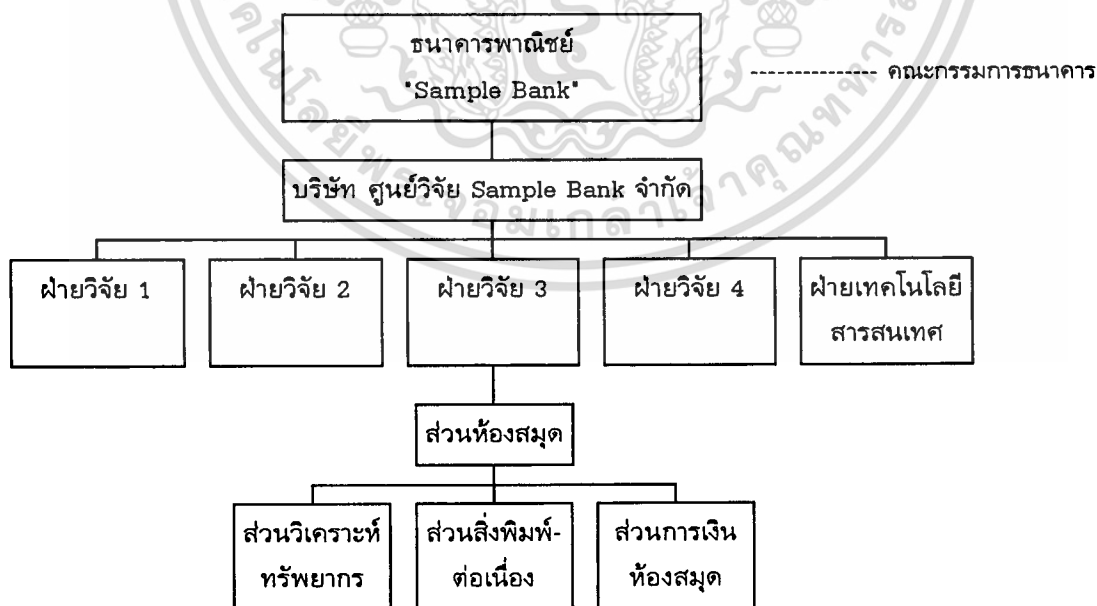 ธนาคารพาณิชย์
"Sample Bank"
--------------- คณะกรรมการธนาคาร
บริษัท ศูนย์วิจัย Sample Bank จำกัด
ฝ่ายวิจัย 1
ฝ่ายวิจัย 2
ฝ่ายวิจัย 3
ฝ่ายวิจัย 4
ฝ่ายเทคโนโลยี
สารสนเทศ
ส่วนห้องสมุด
ส่วนวิเคราะห์
ทรัพยากร
ส่วนสิ่งพิมพ์-
ต่อเนื่อง
ส่วนการเงิน
ห้องสมุด